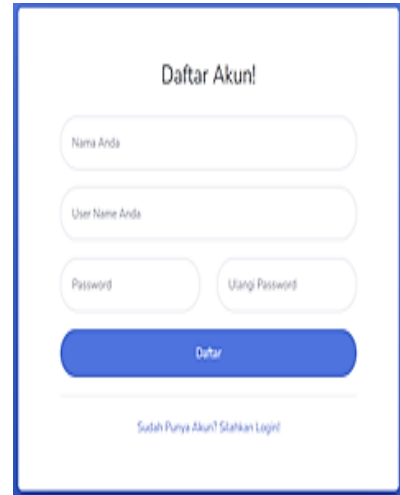 Daftar Akun!
Nama Anda
User Name Anda
Password
Ulangi Password
Daftar
Sudah Punya Akun? Silahkan Login!